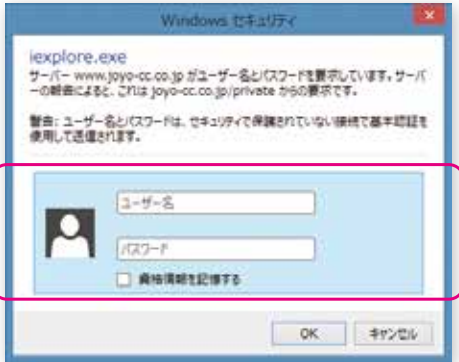 Windows セキュリティ
iexplore.exe
サーバー www.joyo-cc.co.jp がユーザー名とパスワードを要求しています。サーバ
ーの報告によると、これは joyo-cc.co.jp/private からの要求です。
警告: ユーザー名とパスワードは、セキュリティで保護されていない接続で基本認証を
使用して送信されます。
ユーザー名
パスワード
資格情報を記憶する
OK
キャンセル